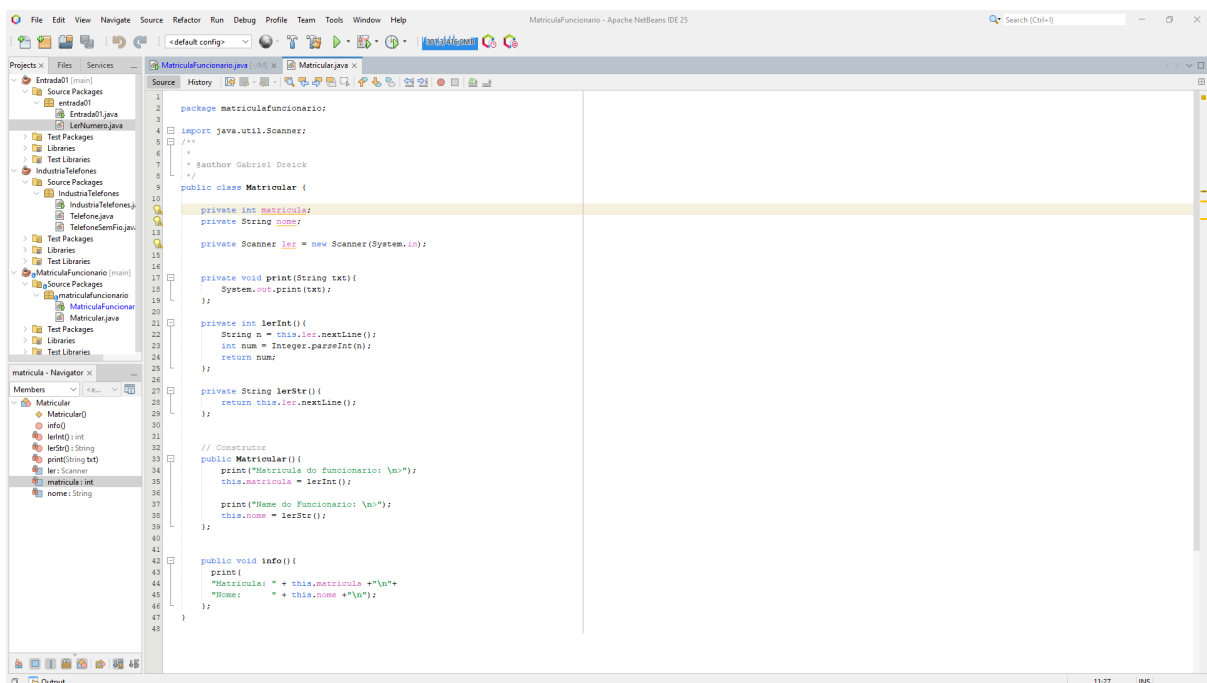 File Edit View Navigate Source Refactor Run Debug Profile Team Tools Window Help
MatriculaFuncionario - Apache NetBeans IDE 25
Search (Ctrl+I)
<default config>
Projects Files Services
MatriculaFuncionario.java [-/M] Matricular.java
Source History
Entrada01 [main]
Source Packages
entrada01
Entrada01.java
LerNumero.java
Test Packages
Libraries
Test Libraries
IndustriaTelefones
Source Packages
IndustriaTelefones
IndustriaTelefones.j
Telefone.java
TelefoneSemFio.java
Test Packages
Libraries
Test Libraries
MatriculaFuncionario [main]
Source Packages
matriculafuncionario
MatriculaFuncionar
Matricular.java
Test Packages
Libraries
Test Libraries
matricula - Navigator
Members
Matricular
Matricular()
info()
lerInt() : int
lerStr() : String
print(String txt)
ler : Scanner
matricula : int
nome : String
1
2 package matriculafuncionario;
3
4 import java.util.Scanner;
5 /**
6 *
7 * @author Gabriel Dreick
8 */
9 public class Matricular {
10
private int matricula;
private String nome;
13
private Scanner ler = new Scanner(System.in);
15
16
17 private void print(String txt){
18 System.out.print(txt);
19 };
20
21 private int lerInt(){
22 String n = this.ler.nextLine();
23 int num = Integer.parseInt(n);
24 return num;
25 };
26
27 private String lerStr(){
28 return this.ler.nextLine();
29 };
30
31
32 // Construtor
33 public Matricular(){
34 print("Matricula do funcionario: \n>");
35 this.matricula = lerInt();
36
37 print("Name do Funcionario: \n>");
38 this.nome = lerStr();
39 };
40
41
42 public void info(){
43 print(
44 "Matricula: " + this.matricula +"\n"+
45 "Nome: " + this.nome +"\n");
46 };
47 }
48
Output
11:27 INS